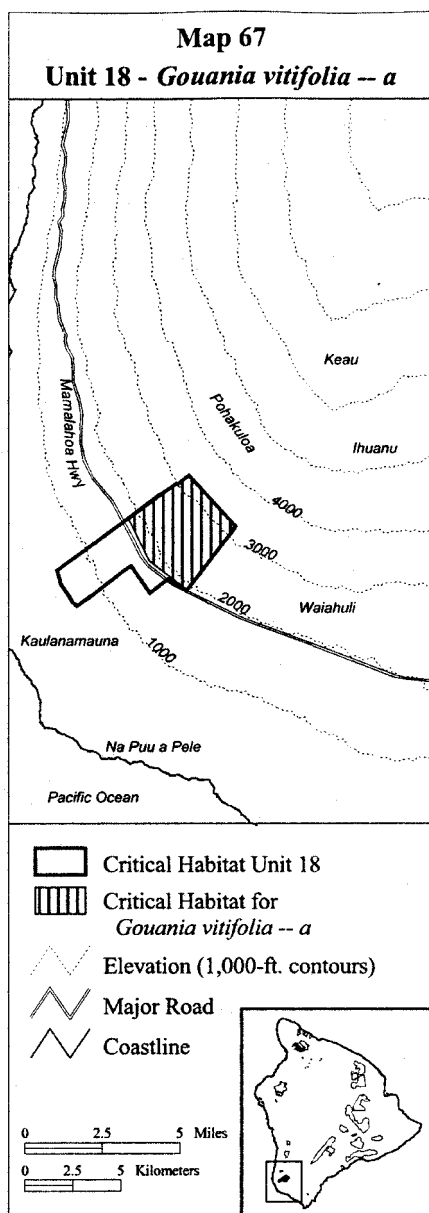 Map 67
Unit 18 - Gouania vitifolia -- a
Keau
Mamalahoa Hwy
Pohakuloa
Ihuanu
4000
3000
2000
Waiahuli
Kaulanamauna
1000
Na Puu a Pele
Pacific Ocean
Critical Habitat Unit 18
Critical Habitat for
Gouania vitifolia -- a
Elevation (1,000-ft. contours)
Major Road
Coastline
0 2.5 5 Miles
0 2.5 5 Kilometers